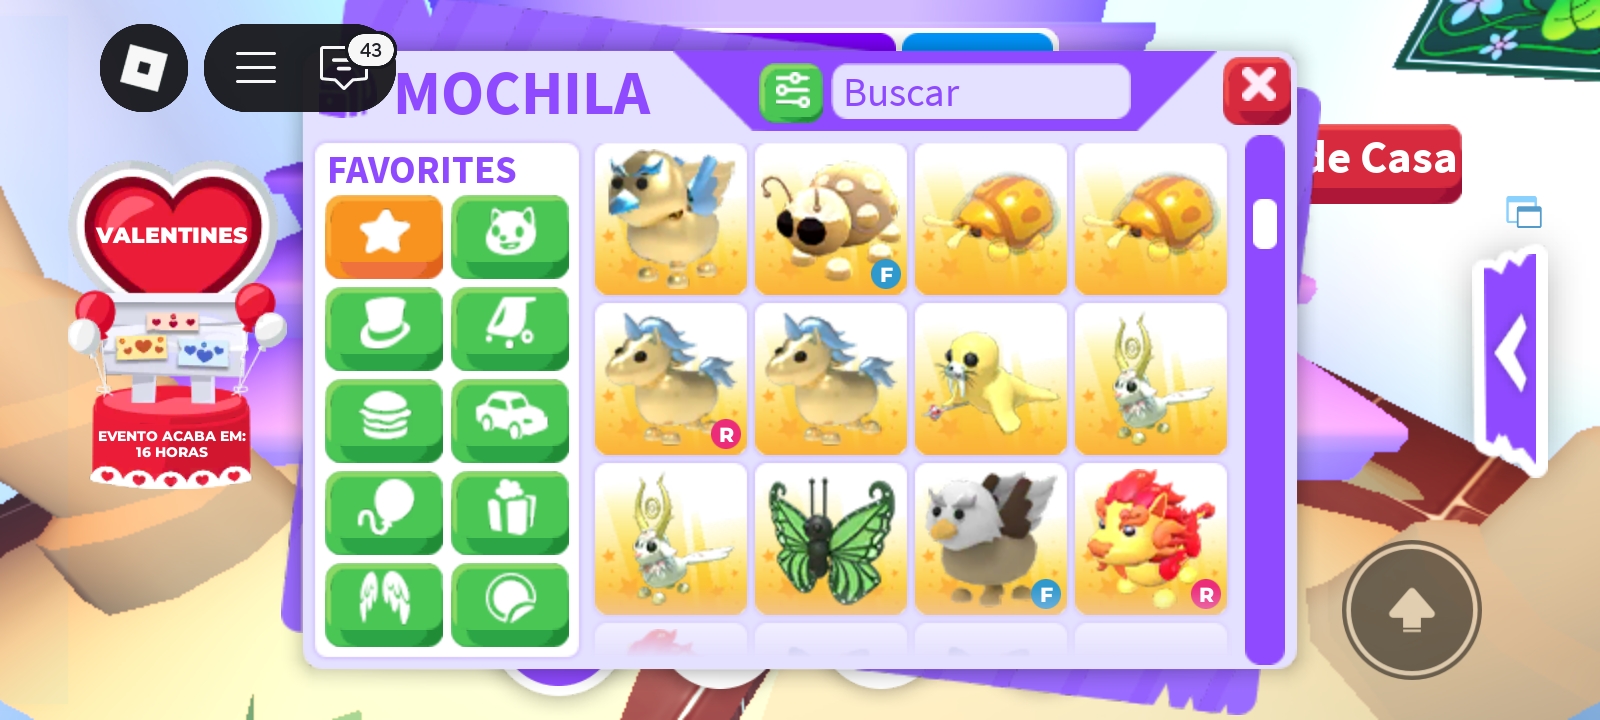 43
MOCHILA
Buscar
FAVORITES
de Casa
VALENTINES
EVENTO ACABA EM:
16 HORAS
F
R
F
R